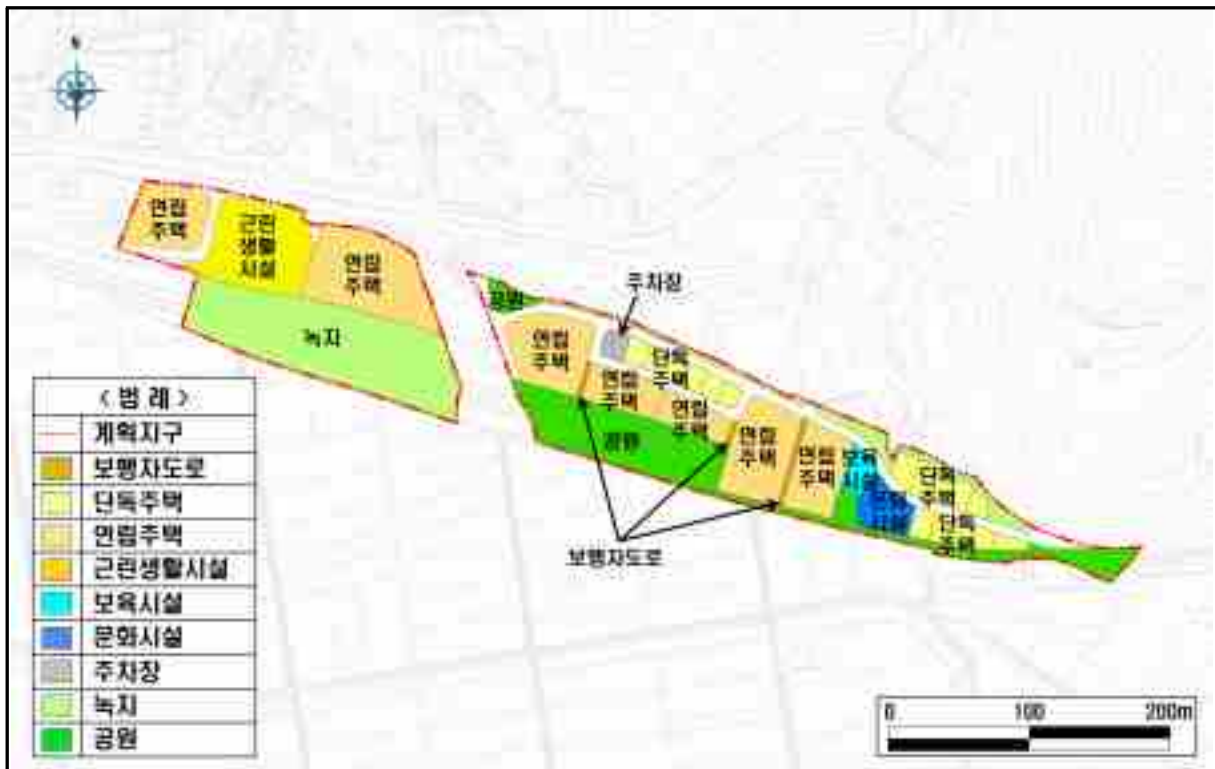 N
연립
주택
근린
생활
시설
연립
주택
녹지
공원
주차장
연립
주택
단독
주택
연립
주택
연립
주택
공원
연립
주택
연립
주택
단독
주택
단독
주택
보행자도로
< 범 례 >
계획지구
보행자도로
단독주택
연립주택
근린생활시설
보육시설
문화시설
주차장
녹지
공원
0 100 200m